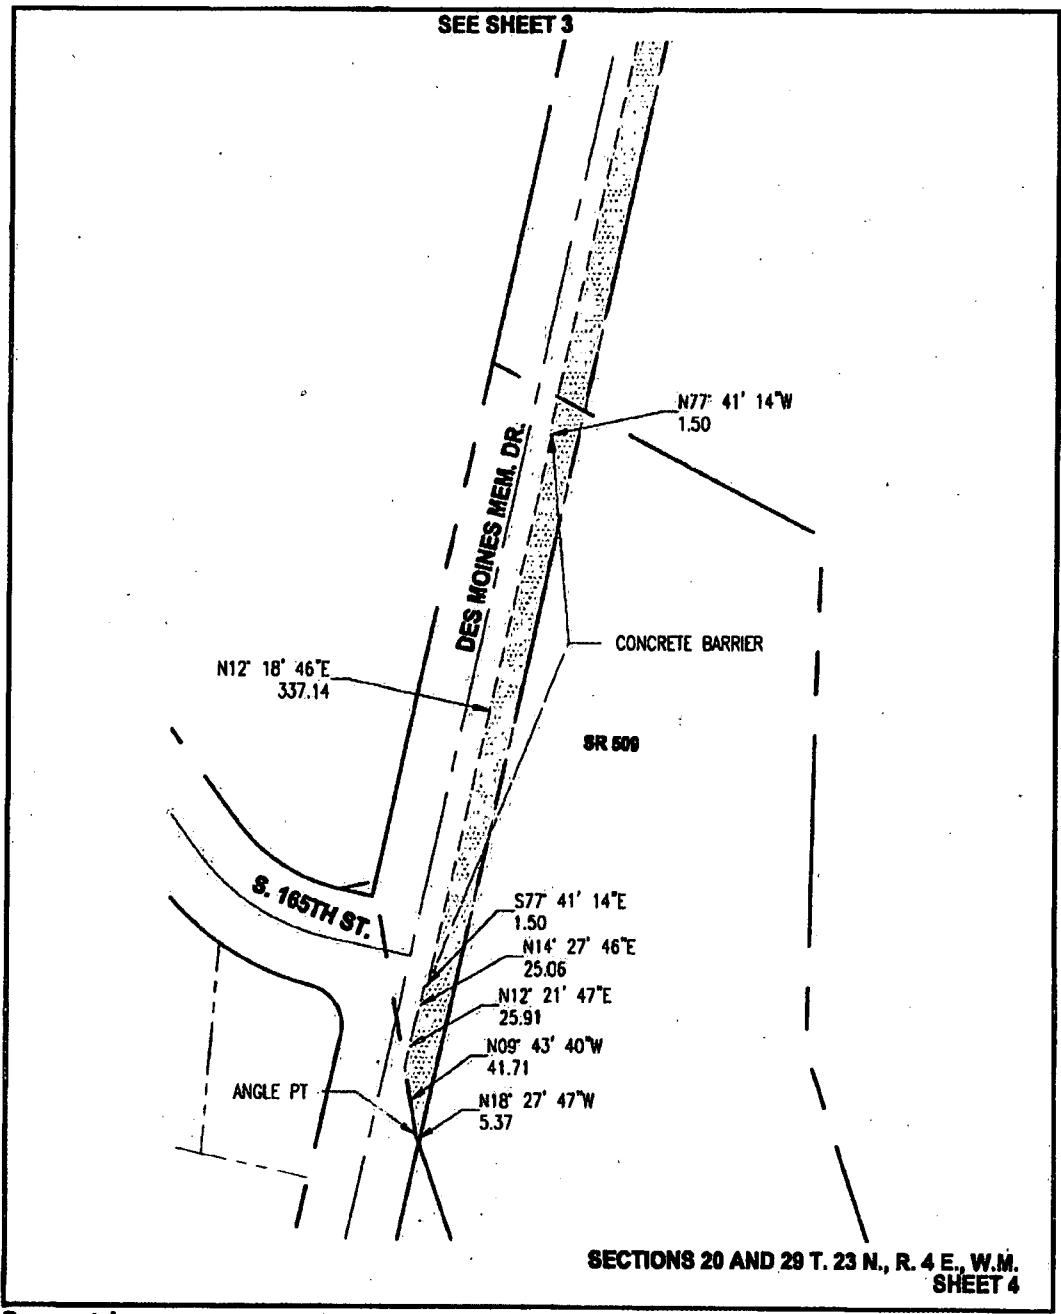 SEE SHEET 3
N77° 41' 14"W
1.50
DES MOINES MEM. DR.
CONCRETE BARRIER
N12° 18' 46"E
337.14
SR 509
S. 165TH ST.
S77° 41' 14"E
1.50
N14° 27' 46"E
25.06
N12° 21' 47"E
25.91
N09° 43' 40"W
41.71
ANGLE PT
N18° 27' 47"W
5.37
SECTIONS 20 AND 29 T. 23 N., R. 4 E., W.M.
SHEET 4